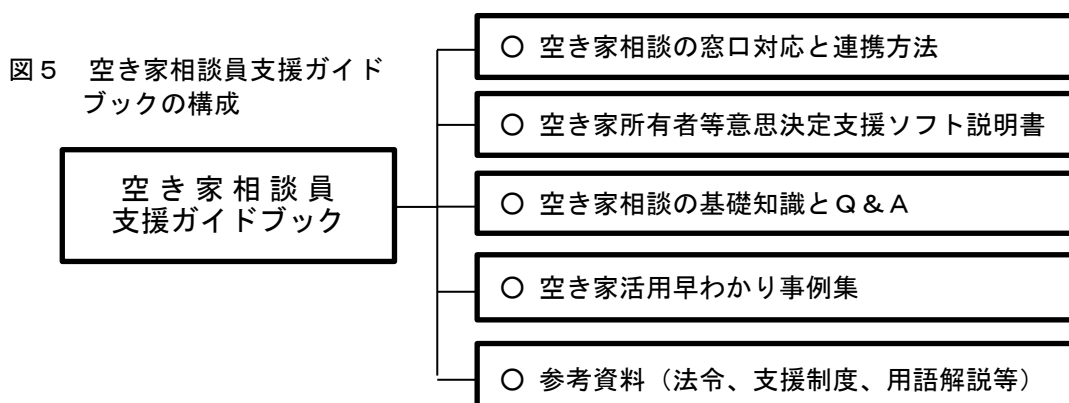 図５　空き家相談員支援ガイド
ブックの構成
空き家相談員
支援ガイドブック
〇 空き家相談の窓口対応と連携方法
〇 空き家所有者等意思決定支援ソフト説明書
〇 空き家相談の基礎知識とＱ＆Ａ
〇 空き家活用早わかり事例集
〇 参考資料（法令、支援制度、用語解説等）